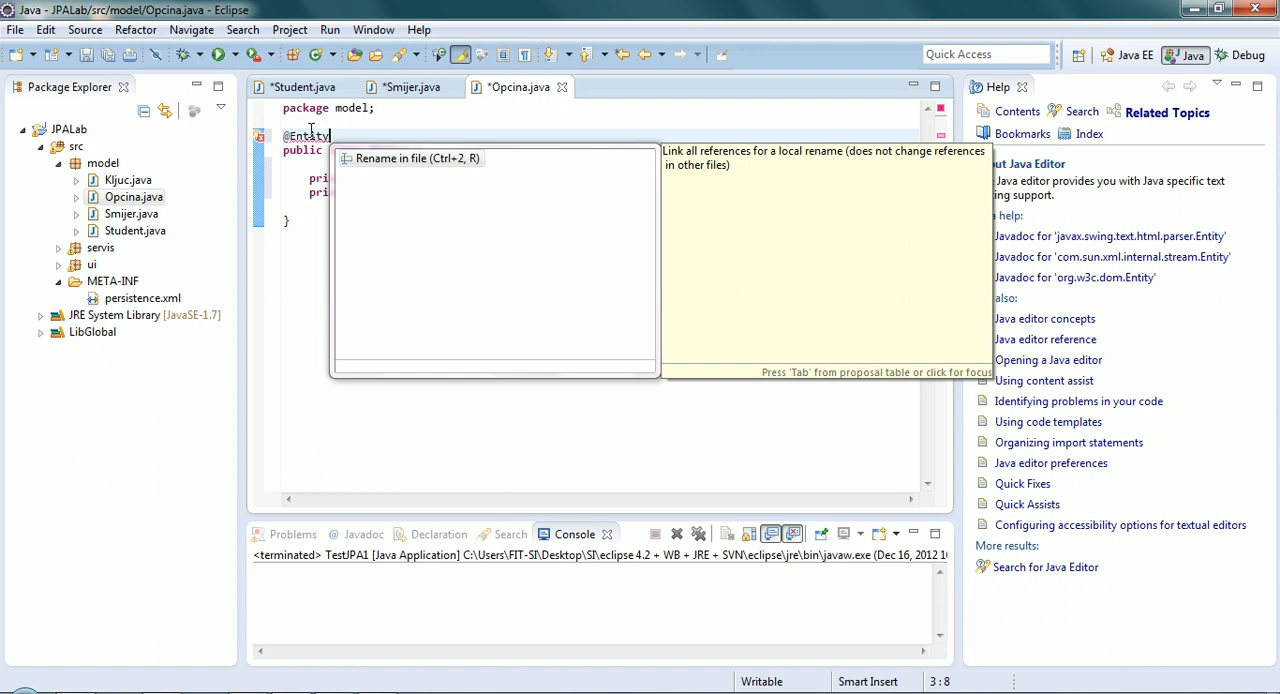 Java - JPALab/src/model/Opcina.java - Eclipse
File Edit Source Refactor Navigate Search Project Run Window Help
Quick Access
Java EE
Java
Debug
Package Explorer
JPALab
src
model
Kljuc.java
Opcina.java
Smijer.java
Student.java
servis
ui
META-INF
persistence.xml
JRE System Library [JavaSE-1.7]
LibGlobal
*Student.java
*Smijer.java
*Opcina.java
package model;
@Entity
public
pri
pri
}
Rename in file (Ctrl+2, R)
Link all references for a local rename (does not change references
in other files)
Press 'Tab' from proposal table or click for focus
Help
Contents Search Related Topics
Bookmarks Index
out Java Editor
Java editor provides you with Java specific text
ing support.
a help:
Javadoc for 'javax.swing.text.html.parser.Entity'
Javadoc for 'com.sun.xml.internal.stream.Entity'
Javadoc for 'org.w3c.dom.Entity'
also:
Java editor concepts
Java editor reference
Opening a Java editor
Using content assist
Identifying problems in your code
Using code templates
Organizing import statements
Java editor preferences
Quick Fixes
Quick Assists
Configuring accessibility options for textual editors
More results:
Search for Java Editor
Problems @ Javadoc Declaration Search Console
<terminated> TestJPA1 [Java Application] C:\Users\FIT-SI\Desktop\SI\eclipse 4.2 + WB + JRE + SVN\eclipse\jre\bin\javaw.exe (Dec 16, 2012 1
Writable
Smart Insert
3 : 8